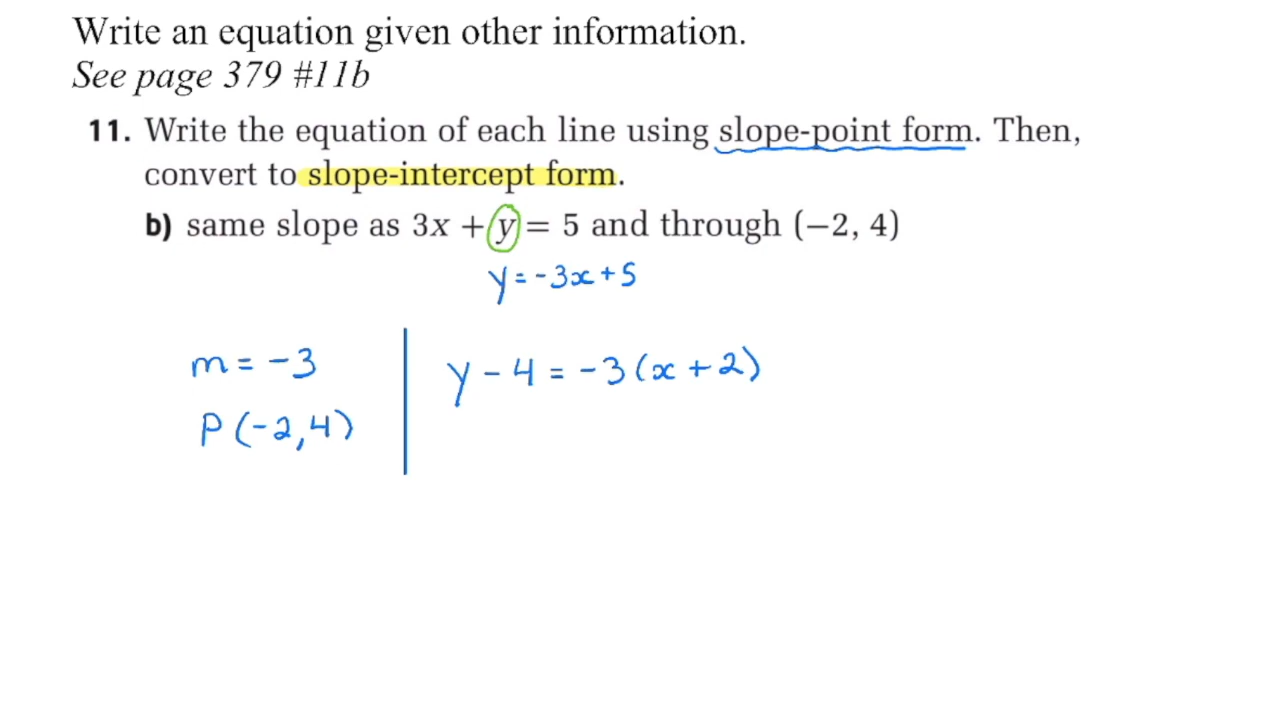 Write an equation given other information.
See page 379 #11b
11. Write the equation of each line using slope-point form. Then,
convert to slope-intercept form.
b) same slope as 3x + y = 5 and through (−2, 4)
y = -3x + 5
m = -3
P (-2, 4)
y - 4 = -3 (x + 2)